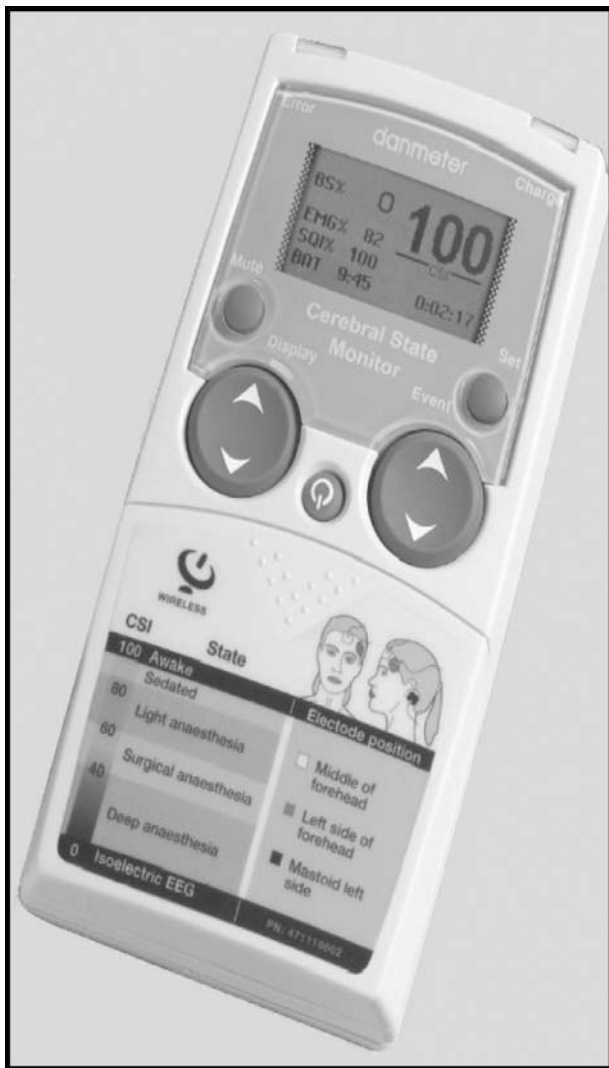 Error
danmeter
Charge
BS% 0 100
EMG% 82
SQI% 100
CSI
BAT 9:45 0:02:17
Mute
Set
Cerebral State
Monitor
Display
Event
WIRELESS
CSI State
100 Awake
Sedated
80
Light anaesthesia
60
Surgical anaesthesia
40
Deep anaesthesia
0 Isoelectric EEG
Electode position
Middle of
forehead
Left side of
forehead
Mastoid left
side
PN: 471119002